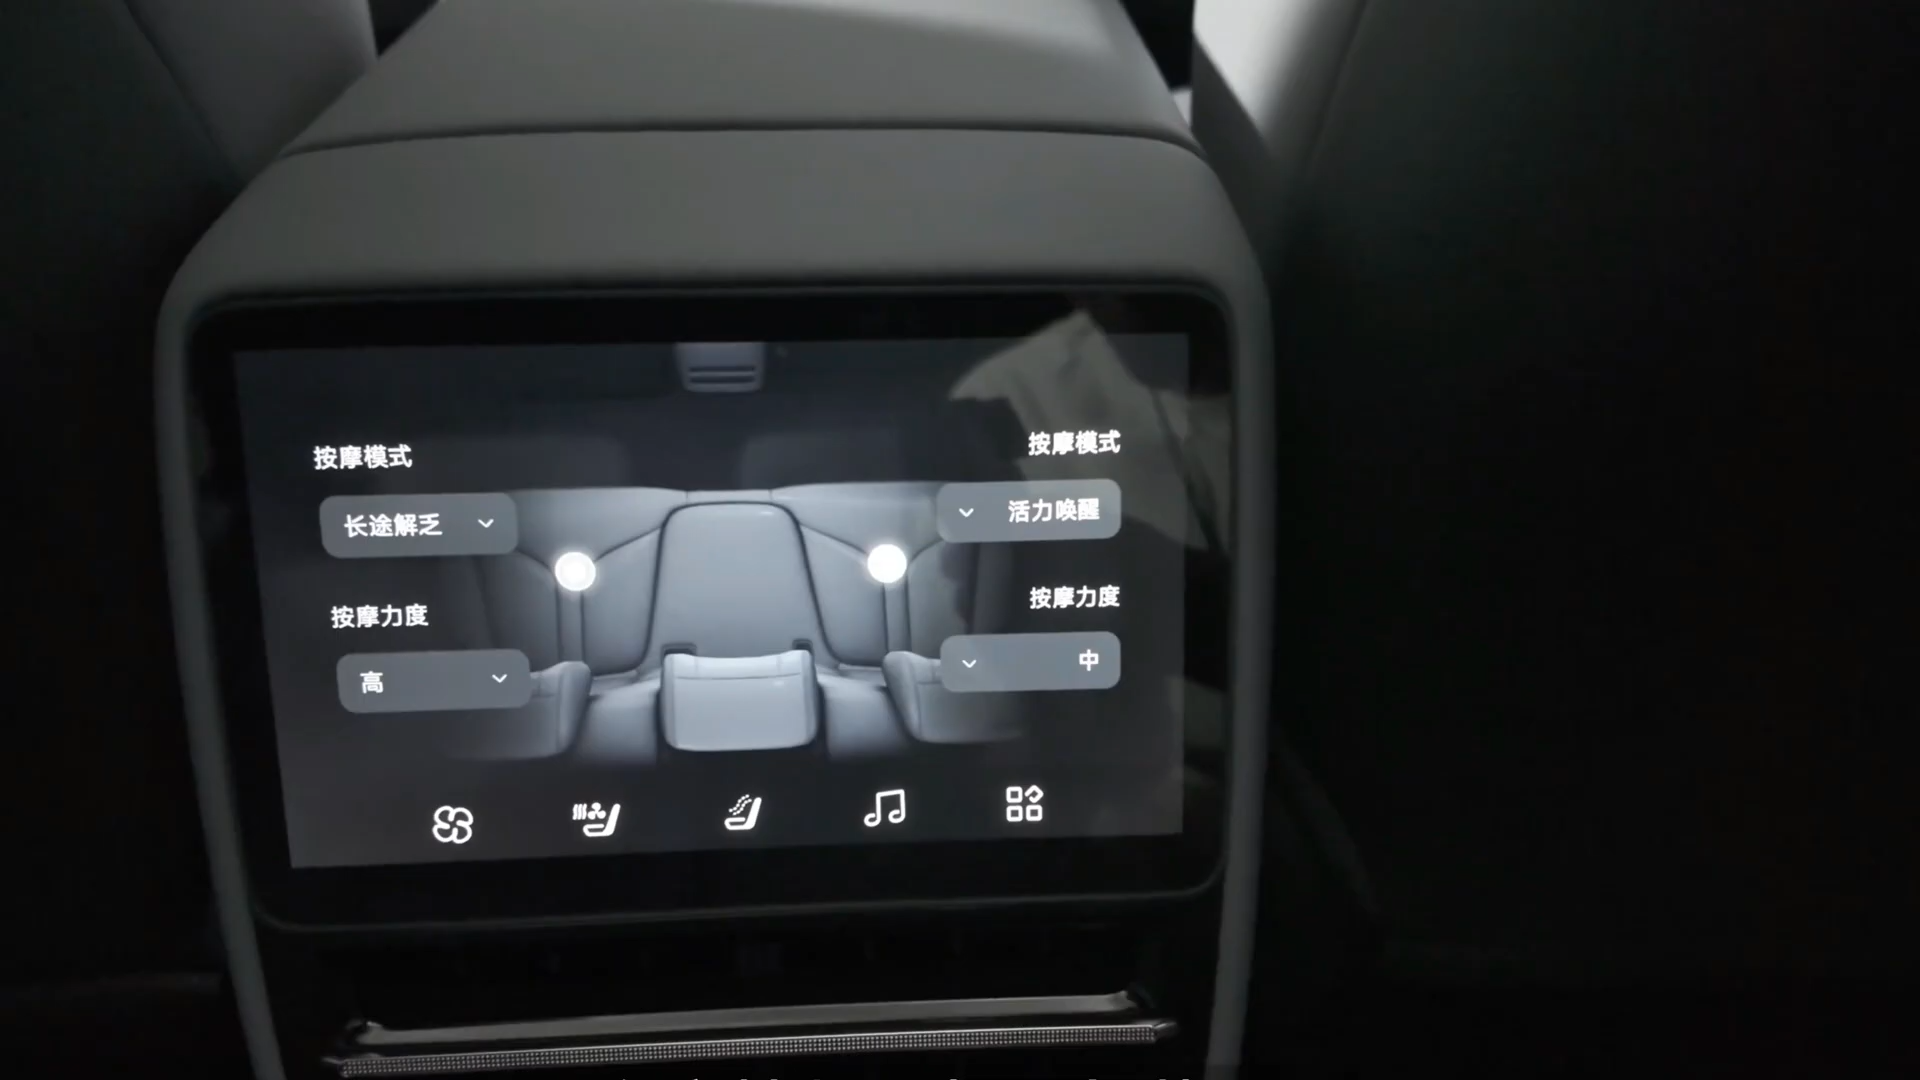 按摩模式
按摩模式
长途解乏
活力唤醒
按摩力度
按摩力度
高
中